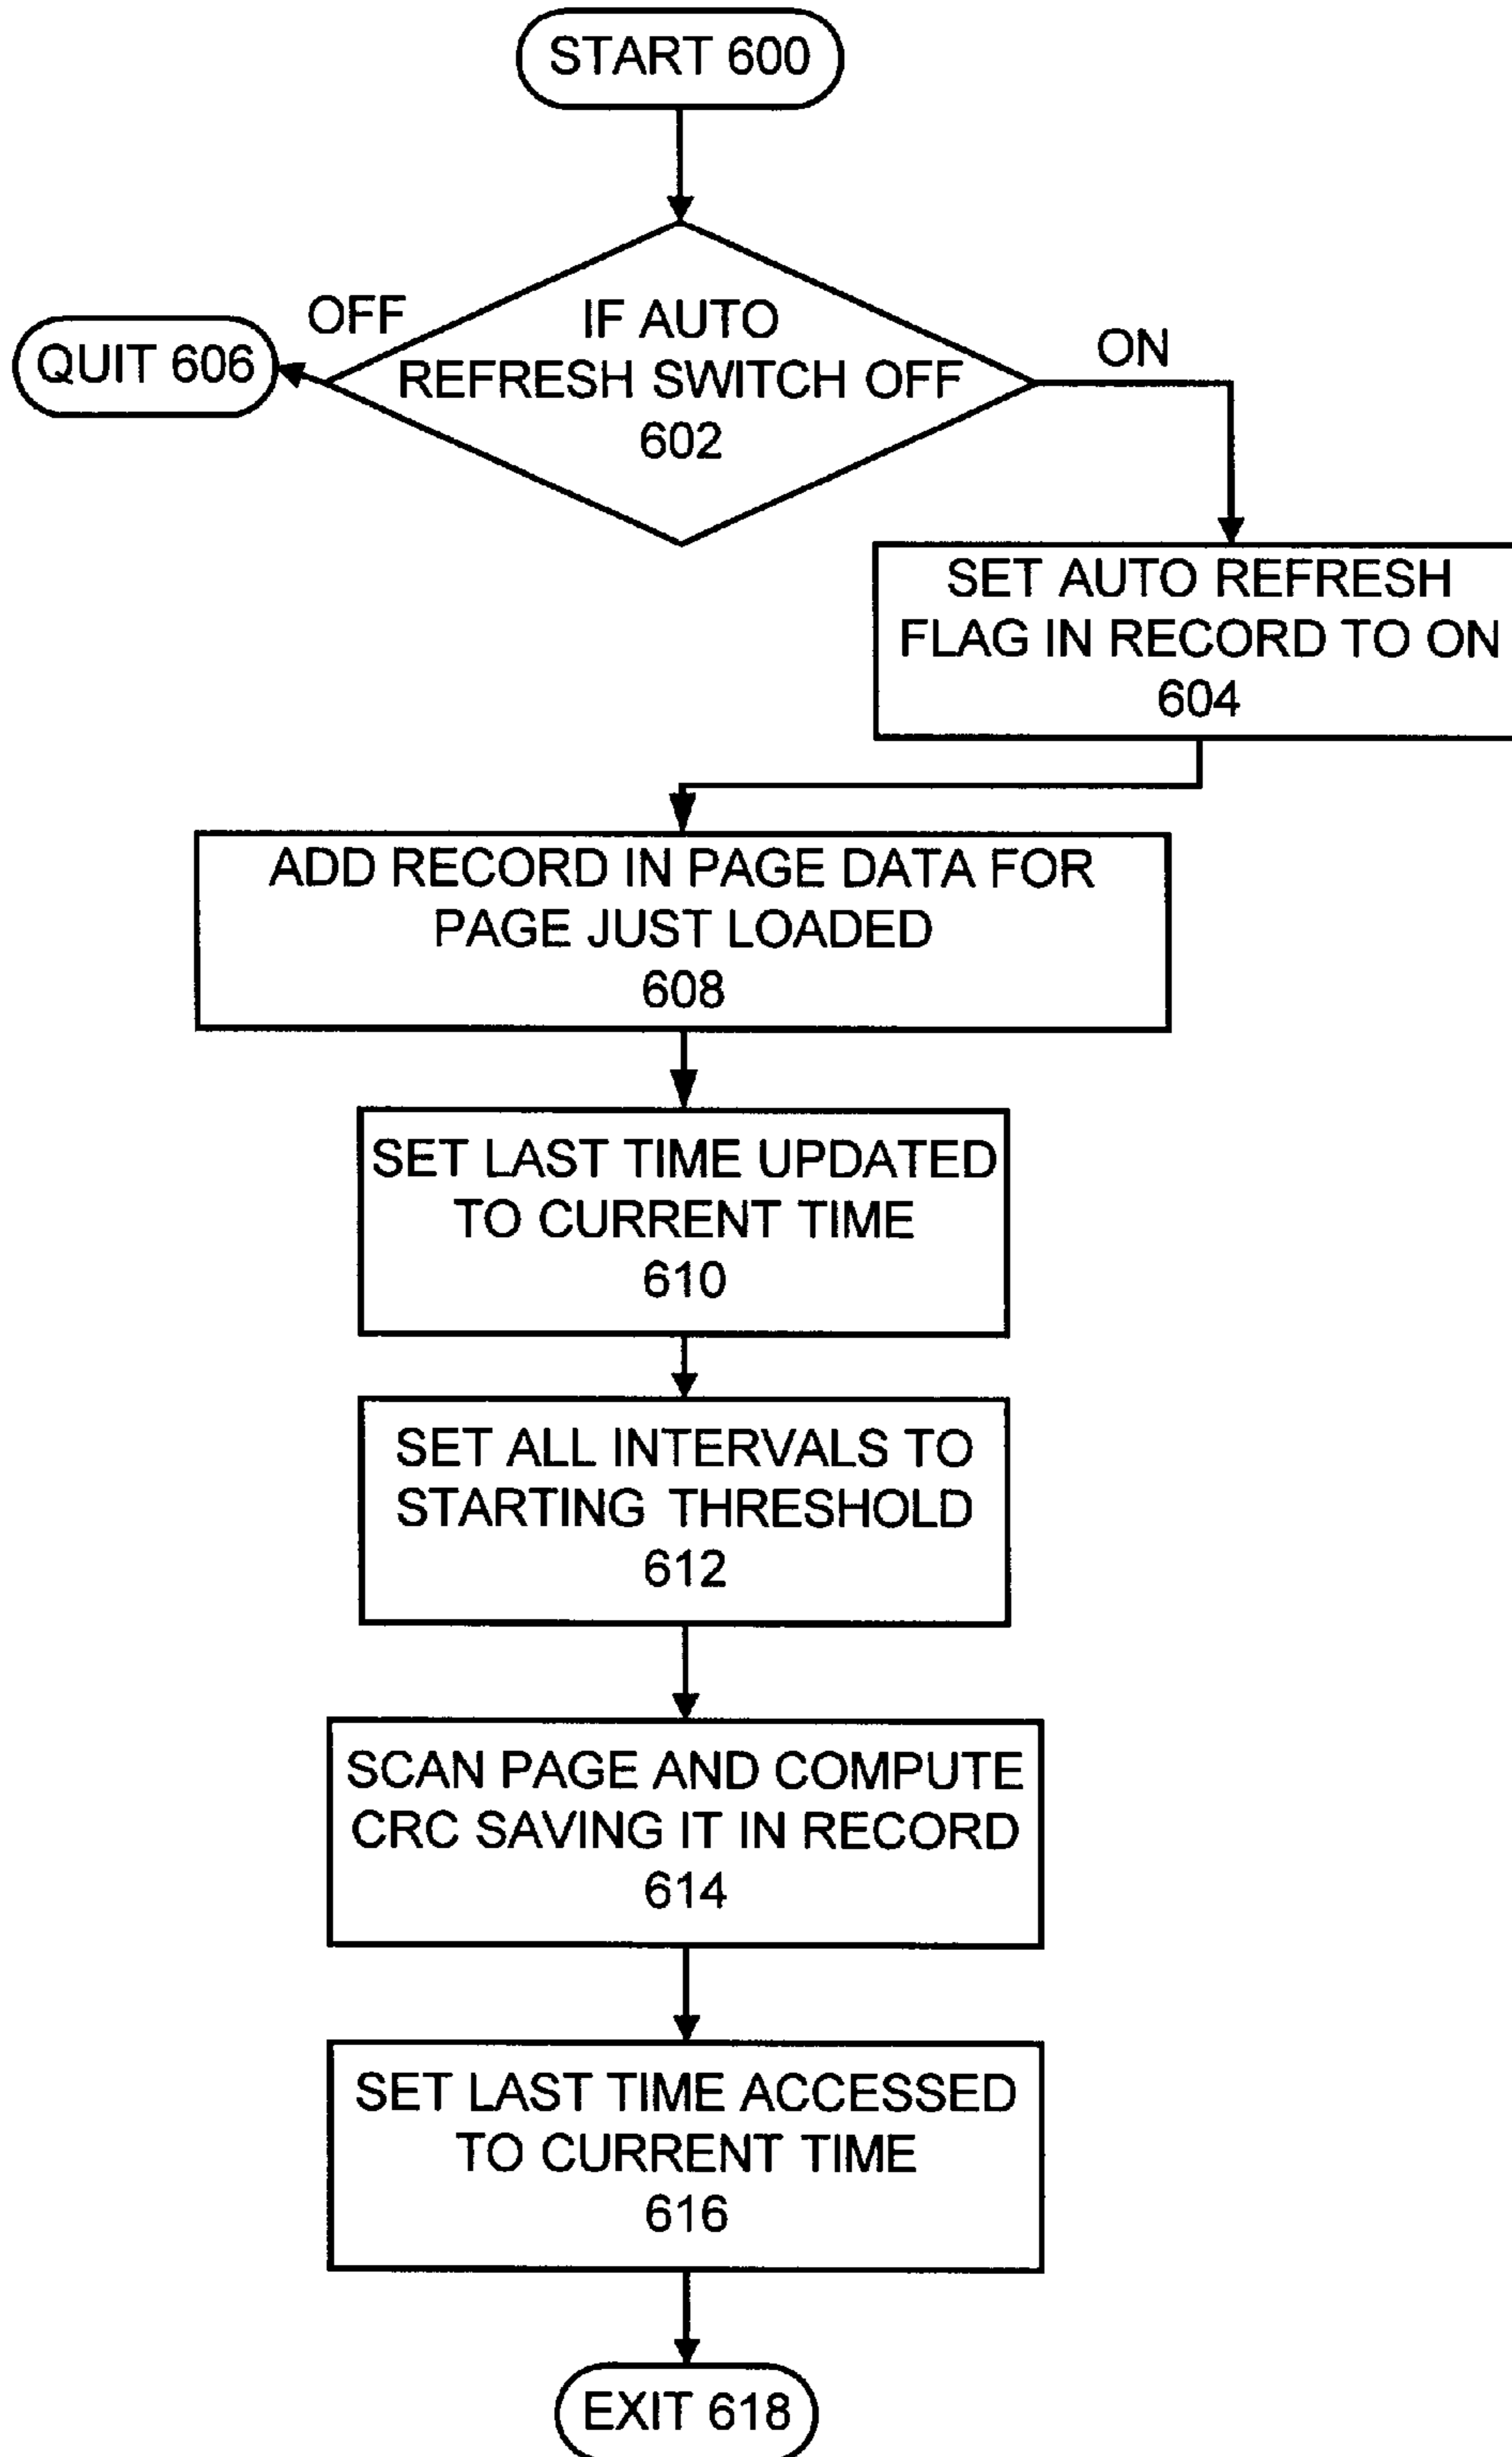 START 600
IF AUTO
REFRESH SWITCH OFF
602
OFF
QUIT 606
ON
SET AUTO REFRESH
FLAG IN RECORD TO ON
604
ADD RECORD IN PAGE DATA FOR
PAGE JUST LOADED
608
SET LAST TIME UPDATED
TO CURRENT TIME
610
SET ALL INTERVALS TO
STARTING THRESHOLD
612
SCAN PAGE AND COMPUTE
CRC SAVING IT IN RECORD
614
SET LAST TIME ACCESSED
TO CURRENT TIME
616
EXIT 618